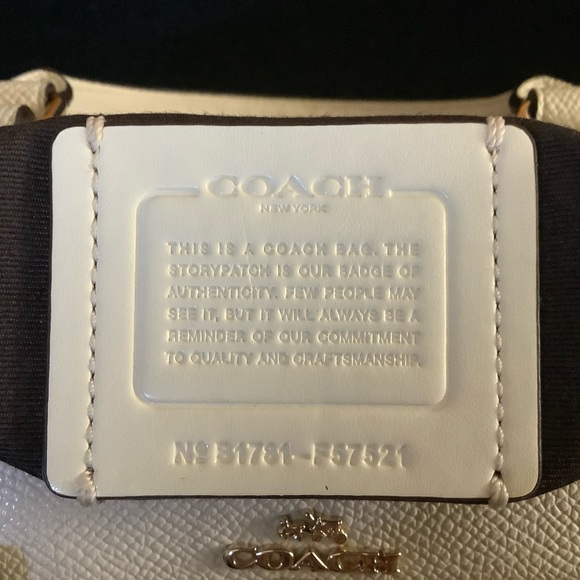 COACH
NEW YORK
THIS IS A COACH BAG. THE
STORYPATCH IS OUR BADGE OF
AUTHENTICITY. FEW PEOPLE MAY
SEE IT, BUT IT WILL ALWAYS BE A
REMINDER OF OUR COMMITMENT
TO QUALITY AND CRAFTSMANSHIP.
Nº B1781-F57521
COACH